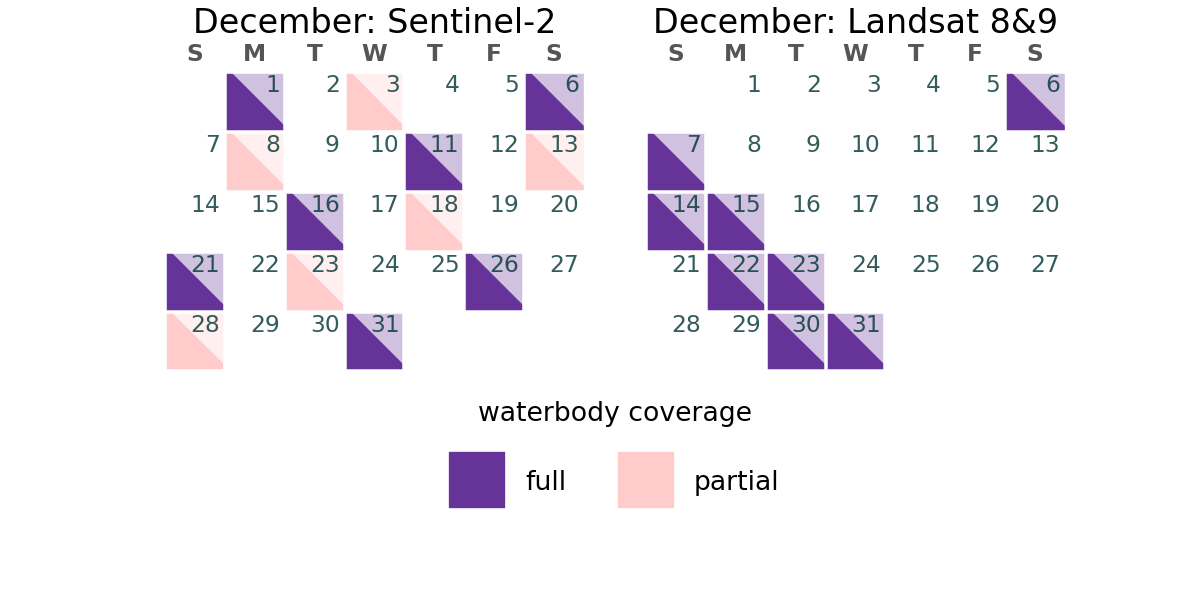 December: Sentinel-2
S M T W T F S
1 2 3 4 5 6
7 8 9 10 11 12 13
14 15 16 17 18 19 20
21 22 23 24 25 26 27
28 29 30 31
December: Landsat 8&9
S M T W T F S
1 2 3 4 5 6
7 8 9 10 11 12 13
14 15 16 17 18 19 20
21 22 23 24 25 26 27
28 29 30 31
waterbody coverage
full partial